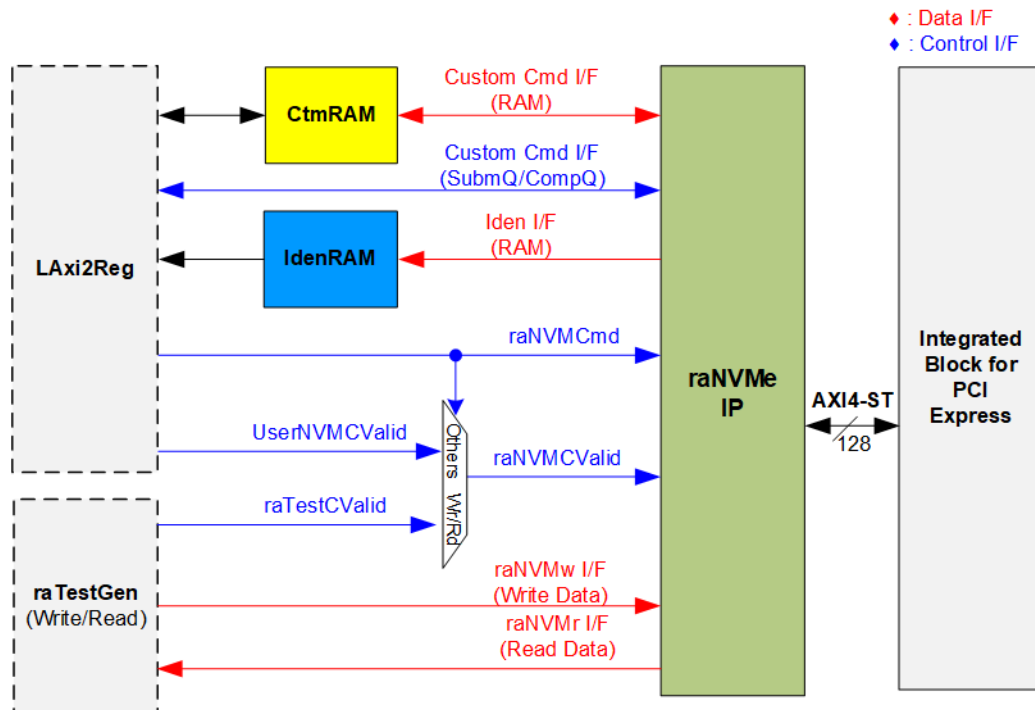 ♦ : Data I/F
♦ : Control I/F
LAxi2Reg
CtmRAM
Custom Cmd I/F
(RAM)
Custom Cmd I/F
(SubmQ/CompQ)
IdenRAM
Iden I/F
(RAM)
raNVMCmd
UserNVMCValid
Others Wr/Rd
raNVMCValid
raTestCValid
raTestGen
(Write/Read)
raNVMw I/F
(Write Data)
raNVMr I/F
(Read Data)
raNVMe
IP
AXI4-ST
128
Integrated
Block for
PCI
Express